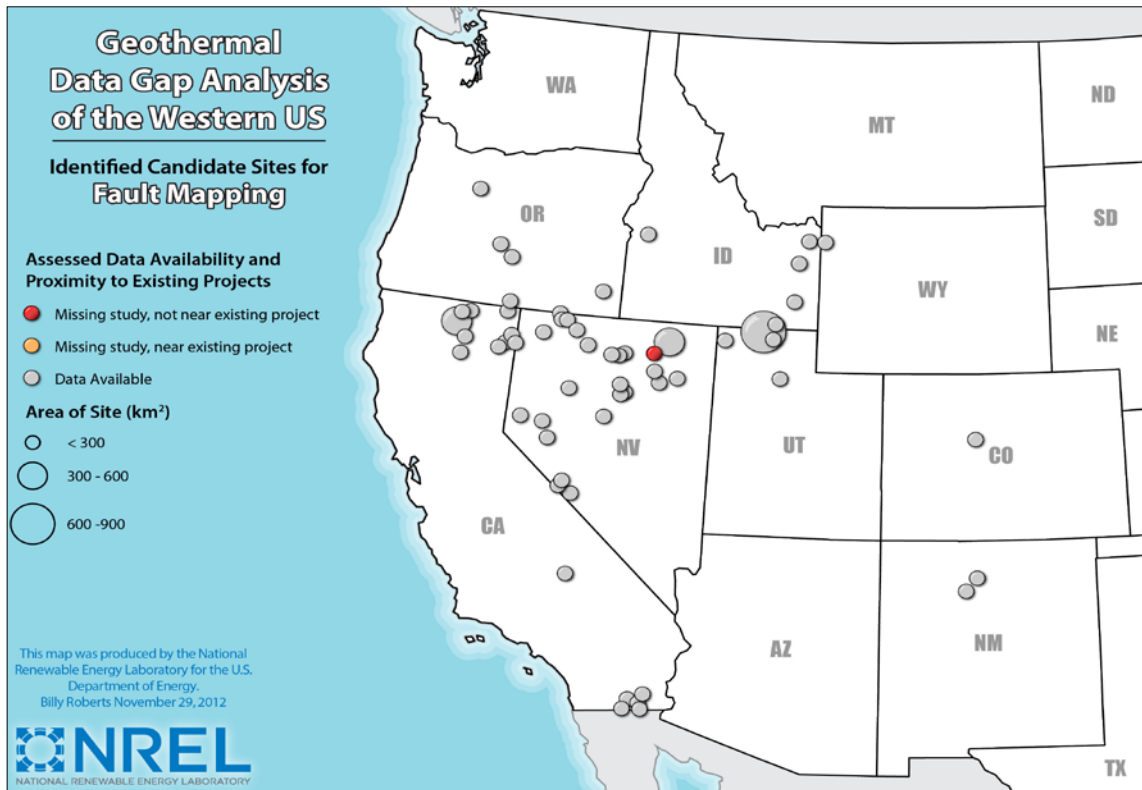 Geothermal
Data Gap Analysis
of the Western US
Identified Candidate Sites for
Fault Mapping
Assessed Data Availability and
Proximity to Existing Projects
Missing study, not near existing project
Missing study, near existing project
Data Available
Area of Site (km²)
< 300
300 - 600
600 -900
This map was produced by the National
Renewable Energy Laboratory for the U.S.
Department of Energy.
Billy Roberts November 29, 2012
NREL
NATIONAL RENEWABLE ENERGY LABORATORY
WA
MT
ND
OR
ID
SD
WY
NE
NV
UT
CO
CA
AZ
NM
TX